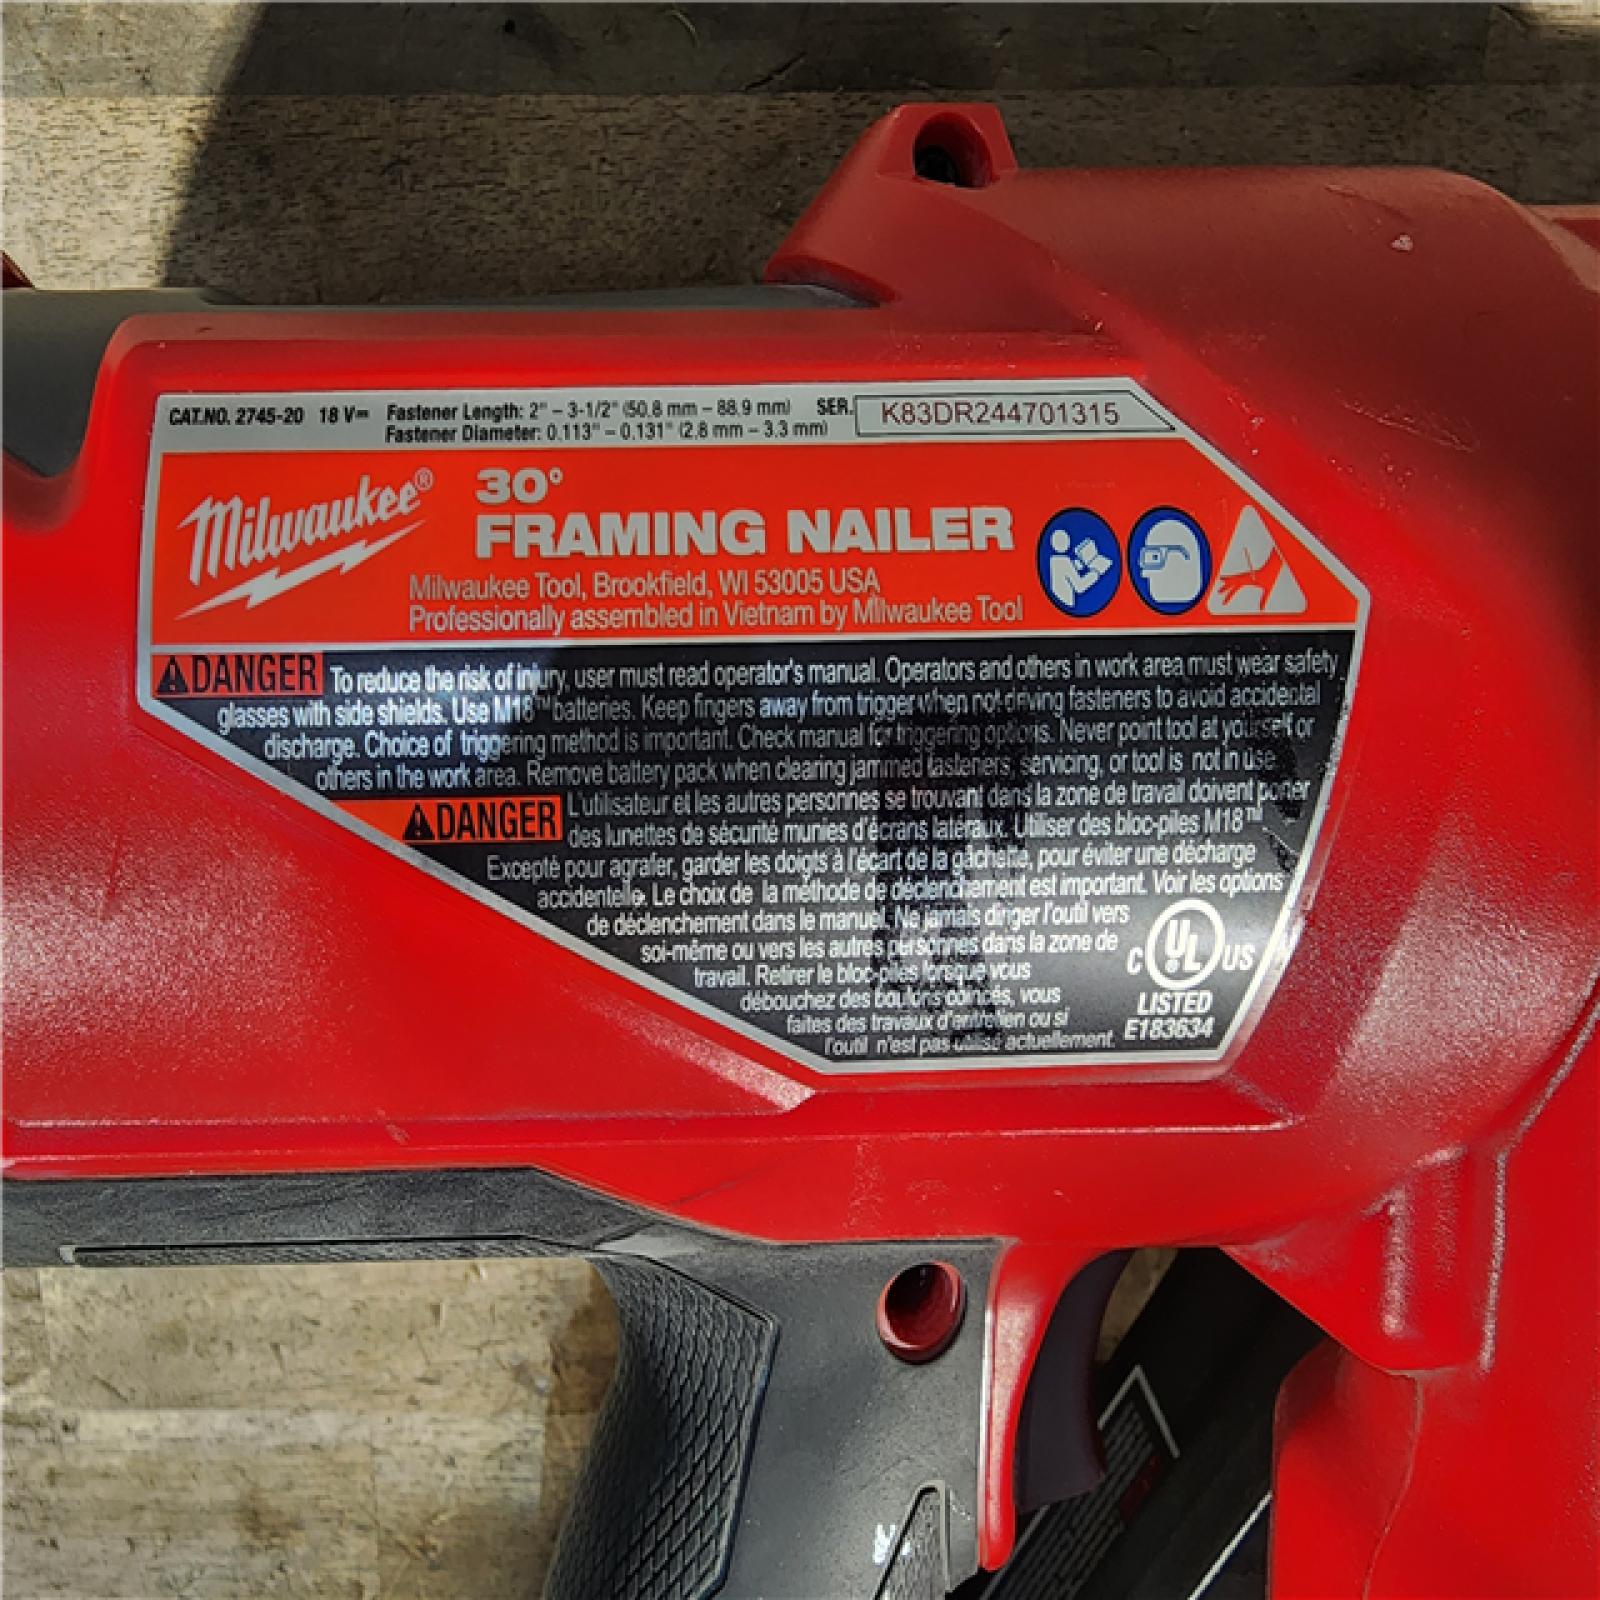 CAT.NO. 2745-20 18 V⎓ Fastener Length: 2" – 3-1/2" (50.8 mm – 88.9 mm) SER. K83DR244701315
Fastener Diameter: 0.113" – 0.131" (2.8 mm – 3.3 mm)
Milwaukee®
30°
FRAMING NAILER
Milwaukee Tool, Brookfield, WI 53005 USA
Professionally assembled in Vietnam by Milwaukee Tool
DANGER To reduce the risk of injury, user must read operator's manual. Operators and others in work area must wear safety
glasses with side shields. Use M18™ batteries. Keep fingers away from trigger when not driving fasteners to avoid accidental
discharge. Choice of triggering method is important. Check manual for triggering options. Never point tool at yourself or
others in the work area. Remove battery pack when clearing jammed fasteners, servicing, or tool is not in use.
DANGER L'utilisateur et les autres personnes se trouvant dans la zone de travail doivent porter
des lunettes de sécurité munies d'écrans latéraux. Utiliser des bloc-piles M18™
Excepté pour agrafer, garder les doigts à l'écart de la gâchette, pour éviter une décharge
accidentelle. Le choix de la méthode de déclenchement est important. Voir les options
de déclenchement dans le manuel. Ne jamais diriger l'outil vers
soi-même ou vers les autres personnes dans la zone de
travail. Retirer le bloc-piles lorsque vous
débouchez des boulons coincés, vous
faites des travaux d'entretien ou si
l'outil n'est pas utilisé actuellement.
C UL US
LISTED
E183634